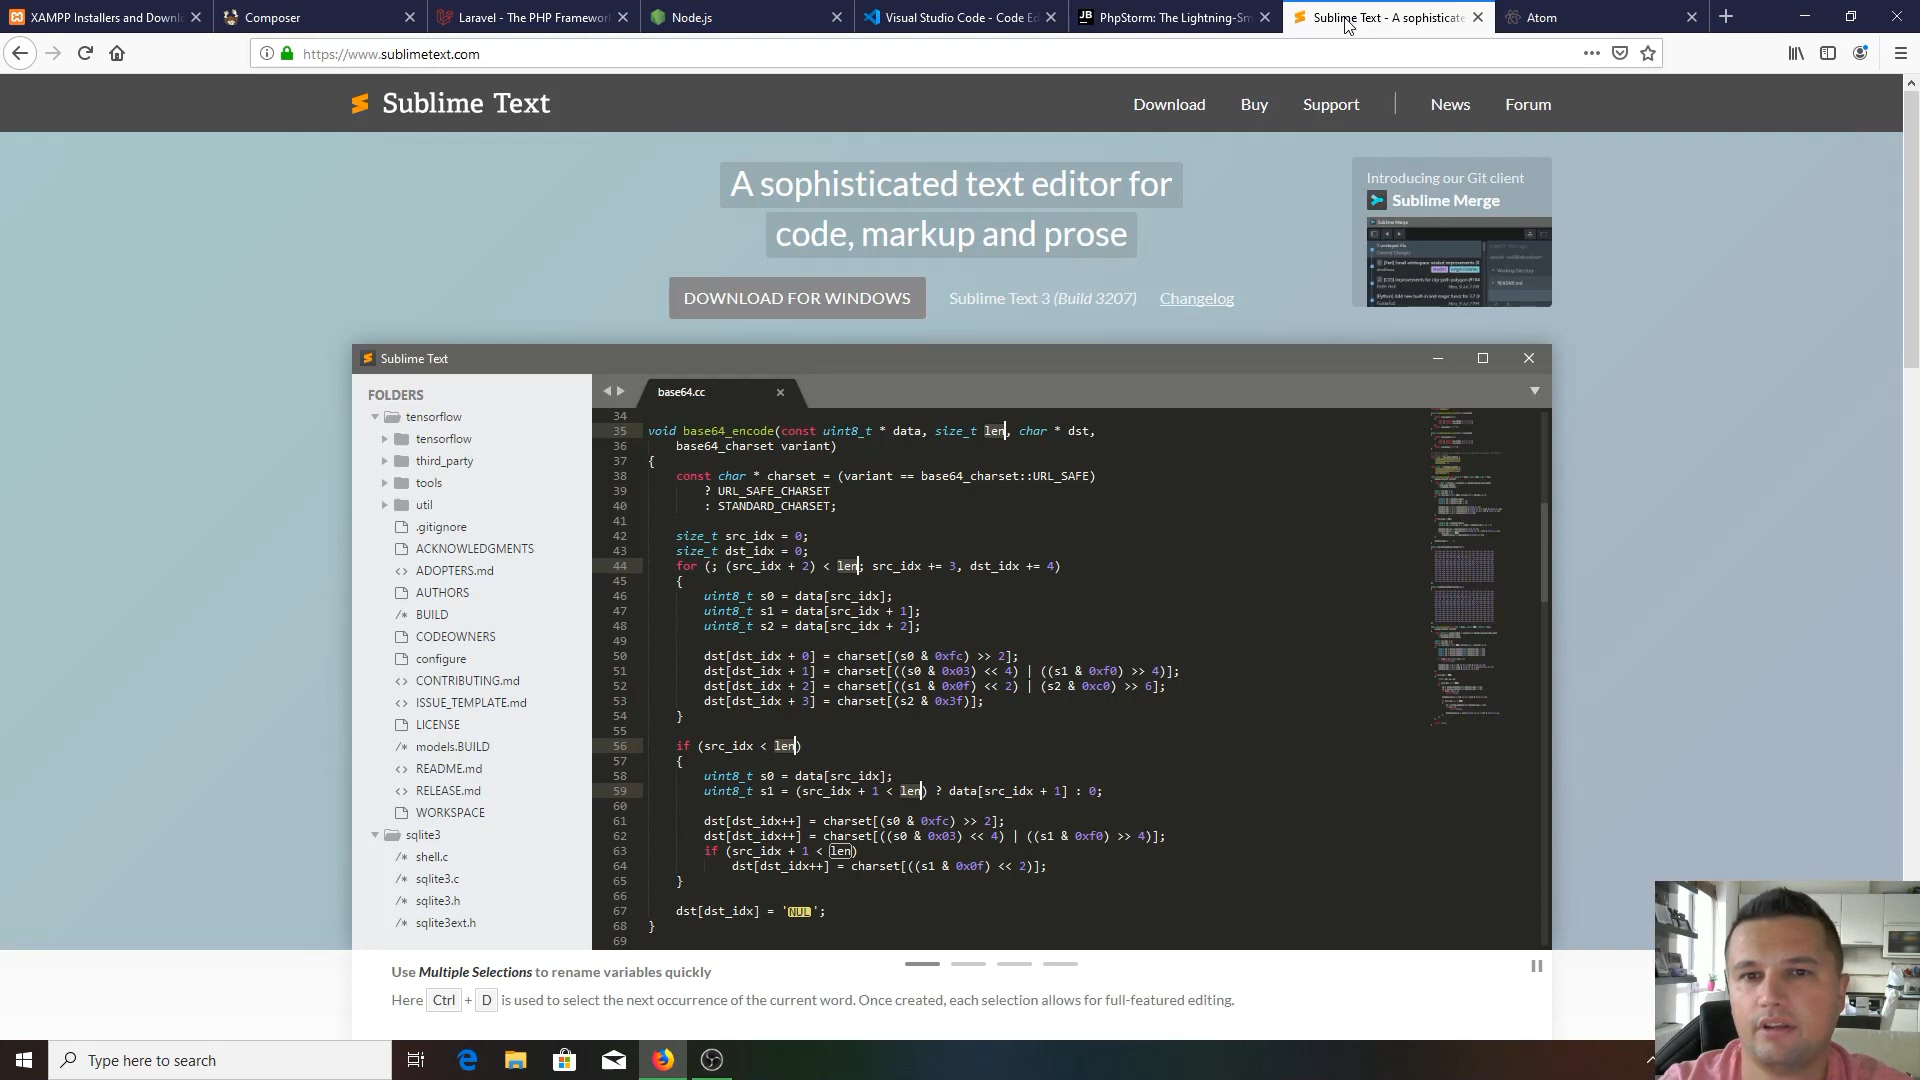 XAMPP Installers and Downl
Composer
Laravel - The PHP Framewor
Node.js
Visual Studio Code - Code Ed
JB PhpStorm: The Lightning-Sm
Sublime Text - A sophisticate
Atom
https://www.sublimetext.com
Sublime Text
Download
Buy
Support
News
Forum
A sophisticated text editor for
code, markup and prose
Introducing our Git client
Sublime Merge
DOWNLOAD FOR WINDOWS
Sublime Text 3 (Build 3207)
Changelog
Sublime Text
FOLDERS
tensorflow
tensorflow
third_party
tools
util
.gitignore
ACKNOWLEDGMENTS
<> ADOPTERS.md
AUTHORS
/* BUILD
CODEOWNERS
configure
<> CONTRIBUTING.md
<> ISSUE_TEMPLATE.md
LICENSE
/* models.BUILD
<> README.md
<> RELEASE.md
WORKSPACE
sqlite3
/* shell.c
/* sqlite3.c
/* sqlite3.h
/* sqlite3ext.h
base64.cc
34
35 void base64_encode(const uint8_t * data, size_t len, char * dst,
36 base64_charset variant)
37 {
38 const char * charset = (variant == base64_charset::URL_SAFE)
39 ? URL_SAFE_CHARSET
40 : STANDARD_CHARSET;
41
42 size_t src_idx = 0;
43 size_t dst_idx = 0;
44 for (; (src_idx + 2) < len; src_idx += 3, dst_idx += 4)
45 {
46 uint8_t s0 = data[src_idx];
47 uint8_t s1 = data[src_idx + 1];
48 uint8_t s2 = data[src_idx + 2];
49
50 dst[dst_idx + 0] = charset[(s0 & 0xfc) >> 2];
51 dst[dst_idx + 1] = charset[((s0 & 0x03) << 4) | ((s1 & 0xf0) >> 4)];
52 dst[dst_idx + 2] = charset[((s1 & 0x0f) << 2) | (s2 & 0xc0) >> 6];
53 dst[dst_idx + 3] = charset[(s2 & 0x3f)];
54 }
55
56 if (src_idx < len)
57 {
58 uint8_t s0 = data[src_idx];
59 uint8_t s1 = (src_idx + 1 < len) ? data[src_idx + 1] : 0;
60
61 dst[dst_idx++] = charset[(s0 & 0xfc) >> 2];
62 dst[dst_idx++] = charset[((s0 & 0x03) << 4) | ((s1 & 0xf0) >> 4)];
63 if (src_idx + 1 < len)
64 dst[dst_idx++] = charset[((s1 & 0x0f) << 2)];
65 }
66
67 dst[dst_idx] = 'NUL';
68 }
69
Use Multiple Selections to rename variables quickly
Here Ctrl + D is used to select the next occurrence of the current word. Once created, each selection allows for full-featured editing.
Type here to search